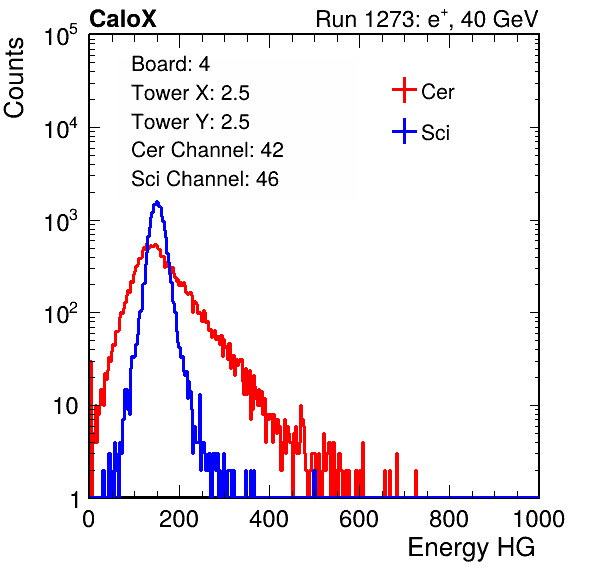 CaloX Run 1273: e⁺, 40 GeV
Counts
10⁵
10⁴
10³
10²
10
1
Board: 4
Tower X: 2.5
Tower Y: 2.5
Cer Channel: 42
Sci Channel: 46
Cer
Sci
0 200 400 600 800 1000
Energy HG